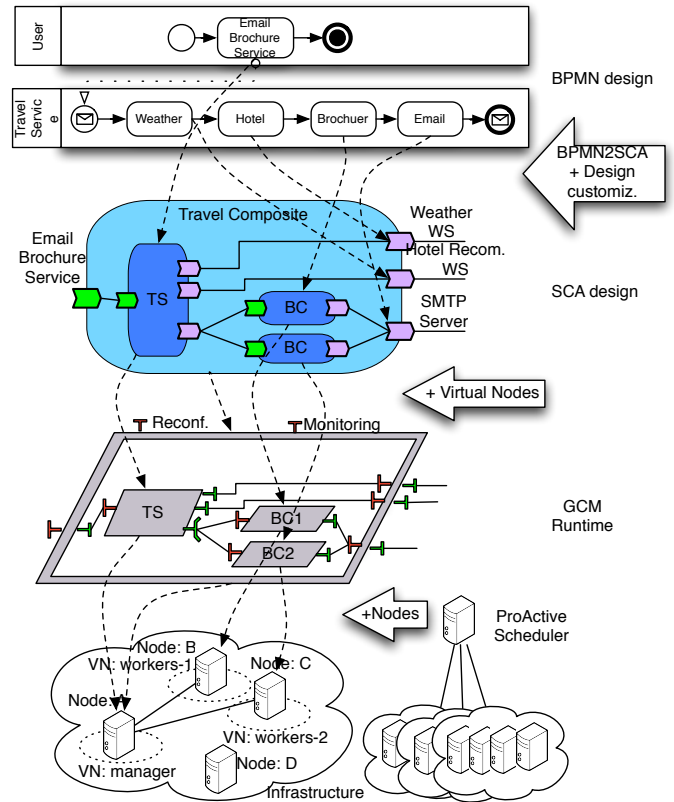 User
Email
Brochure
Service
BPMN design
Travel
Servic
e
Weather
Hotel
Brochuer
Email
BPMN2SCA
+ Design
customiz.
Travel Composite
Weather
WS
Email
Brochure
Service
Hotel Recom.
WS
TS
BC
SMTP
Server
BC
SCA design
+ Virtual Nodes
Reconf.
Monitoring
TS
BC1
BC2
GCM
Runtime
+Nodes
ProActive
Scheduler
Node: B
VN: workers-1
Node: C
Node: A
VN: workers-2
VN: manager
Node: D
Infrastructure